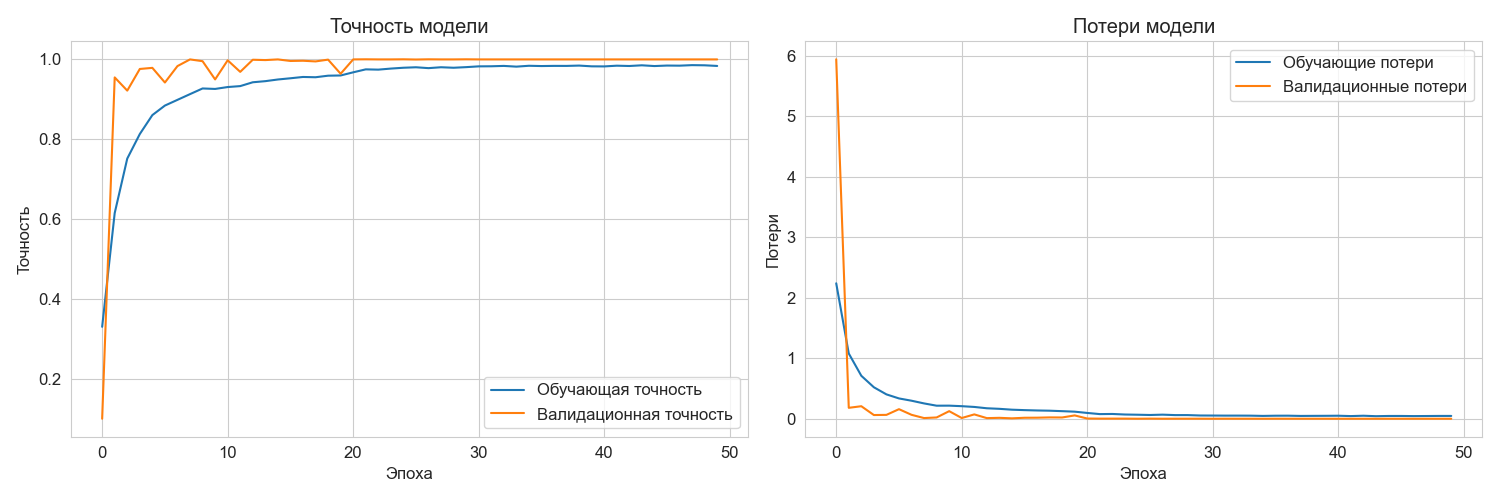 Точность модели
1.0
0.8
0.6
0.4
0.2
Точность
0 10 20 30 40 50
Эпоха
Обучающая точность
Валидационная точность
Потери модели
6
5
4
3
2
1
0
Потери
0 10 20 30 40 50
Эпоха
Обучающие потери
Валидационные потери